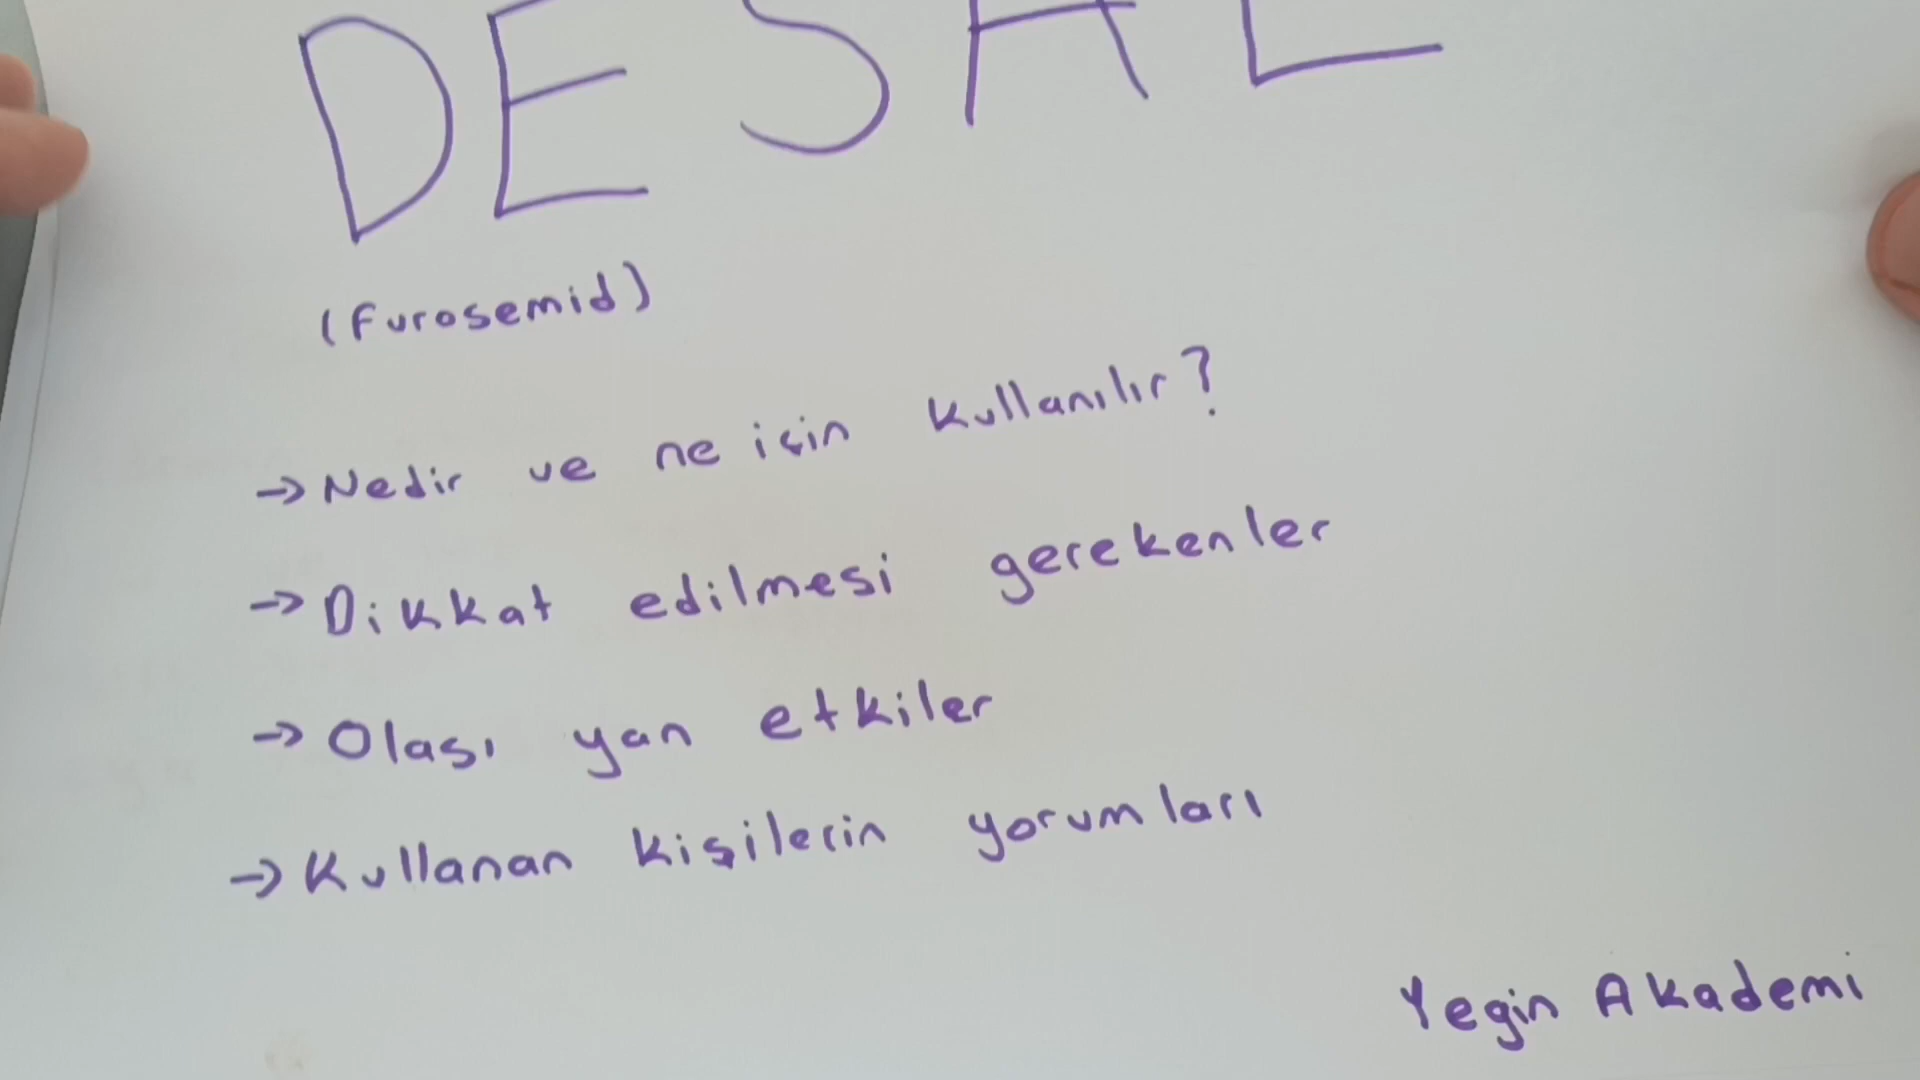 DESAL
(furosemid)
→ Nedir ve ne için kullanılır?
→ Dikkat edilmesi gerekenler
→ Olası yan etkiler
→ Kullanan kişilerin yorumları
Yegin Akademi